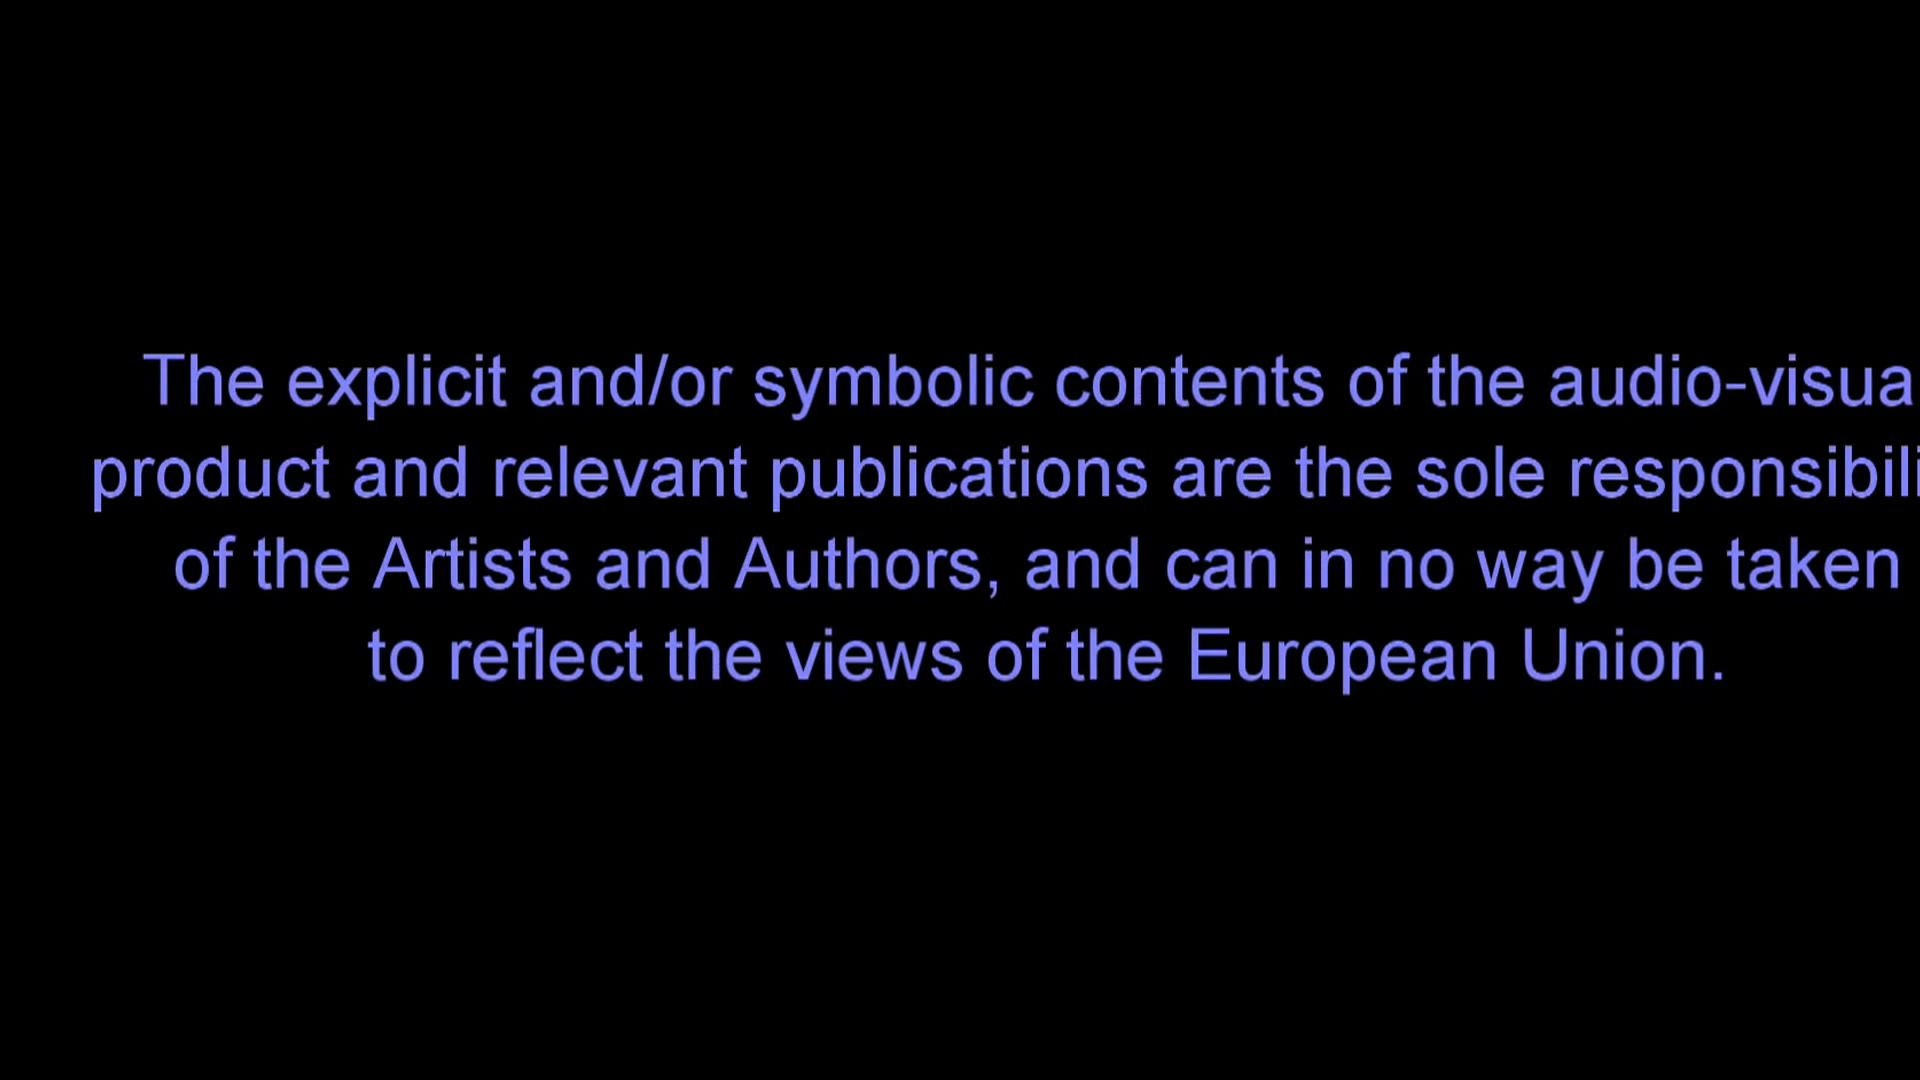 The explicit and/or symbolic contents of the audio-visua
product and relevant publications are the sole responsibili
of the Artists and Authors, and can in no way be taken
to reflect the views of the European Union.